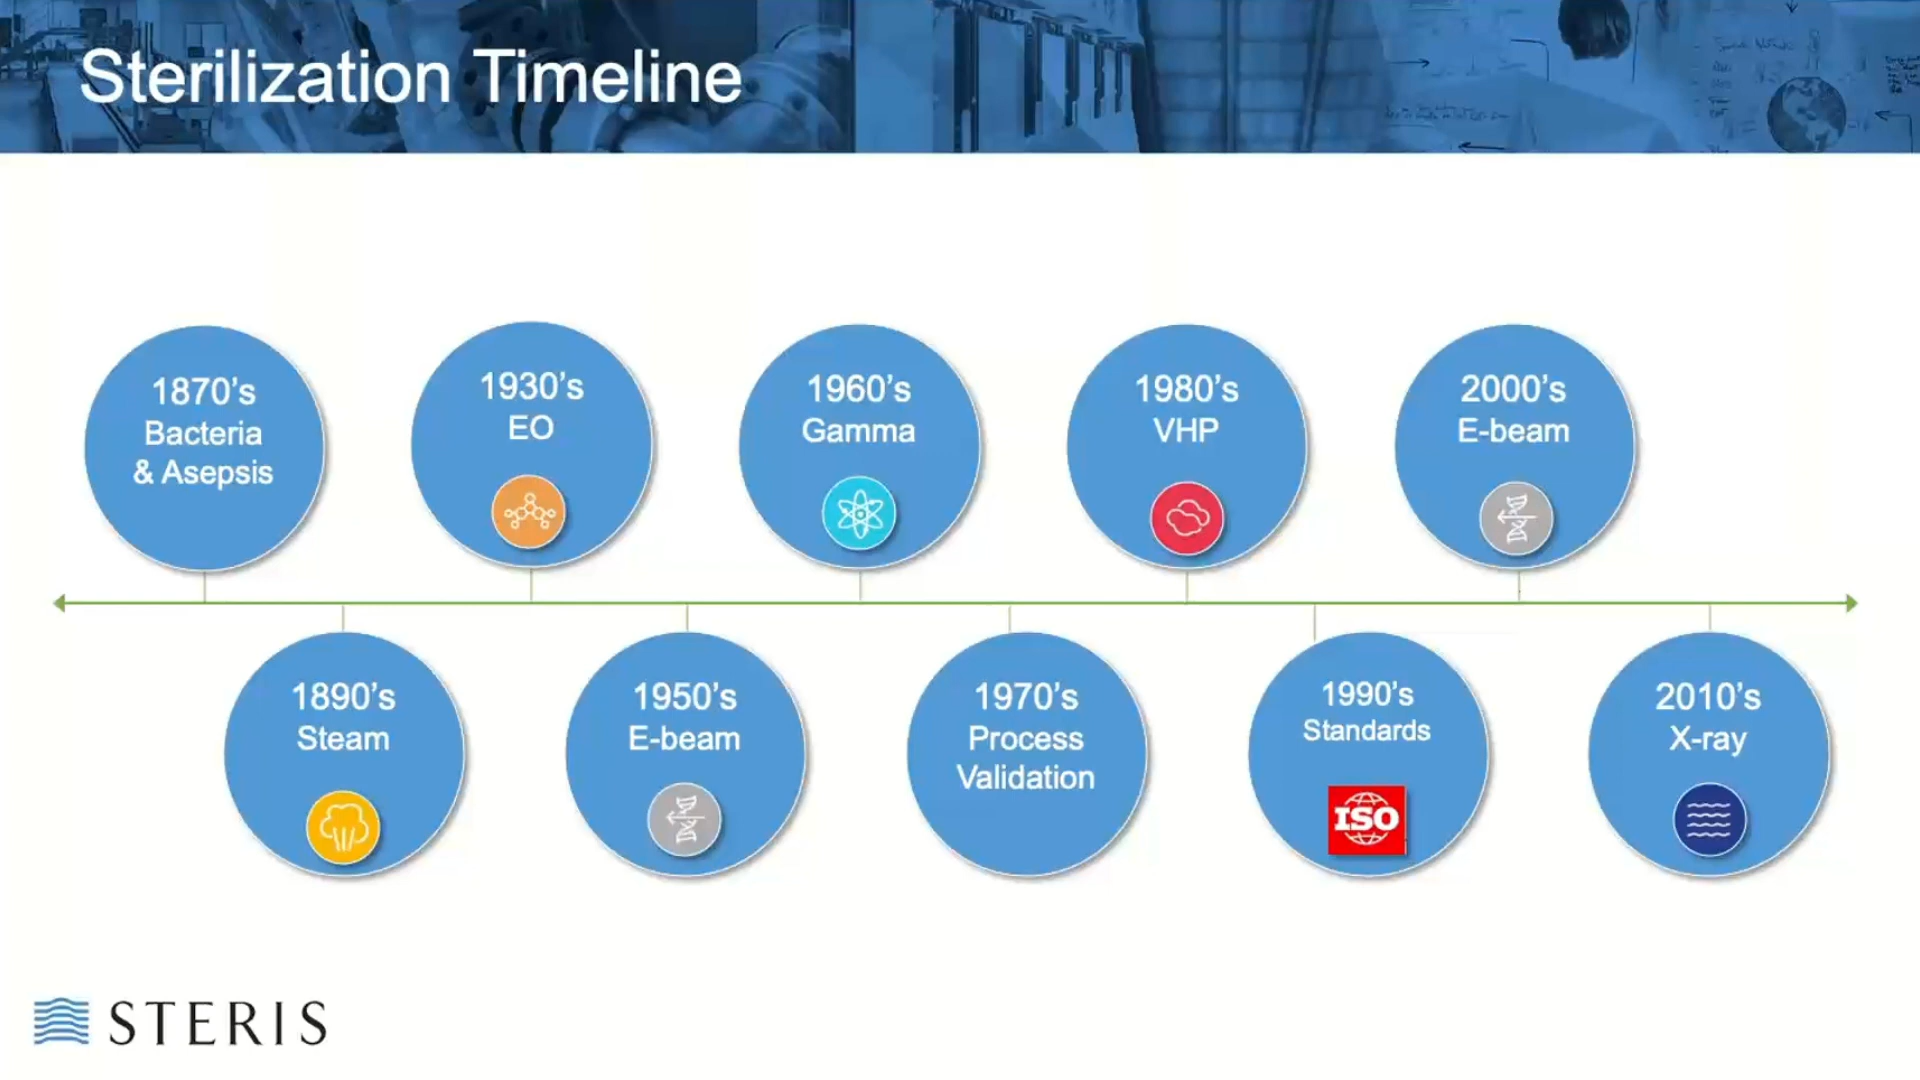 Sterilization Timeline
1870's
Bacteria
& Asepsis
1930's
EO
1960's
Gamma
1980's
VHP
2000's
E-beam
1890's
Steam
1950's
E-beam
1970's
Process
Validation
1990's
Standards
ISO
2010's
X-ray
STERIS